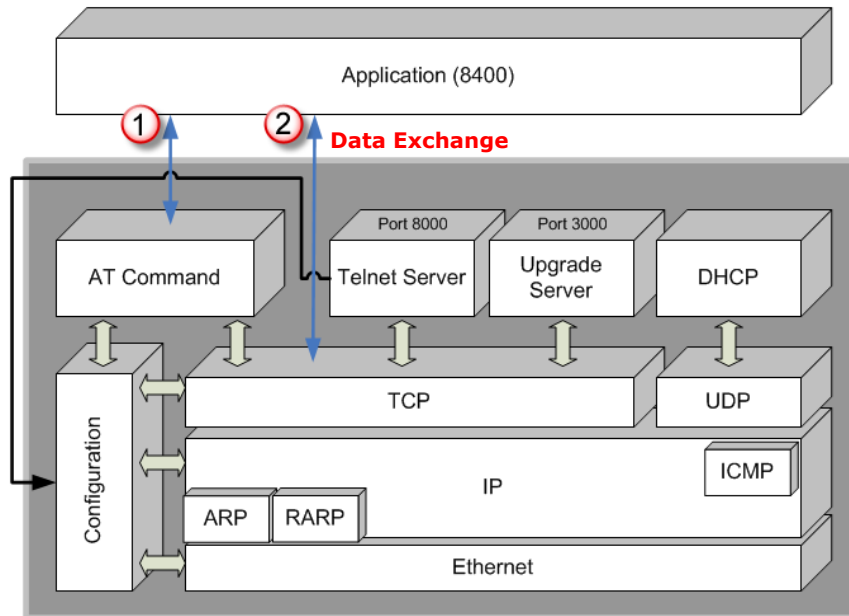 Application (8400)
1
2
Data Exchange
Port 8000
Port 3000
AT Command
Telnet Server
Upgrade
Server
DHCP
TCP
UDP
Configuration
IP
ICMP
ARP
RARP
Ethernet